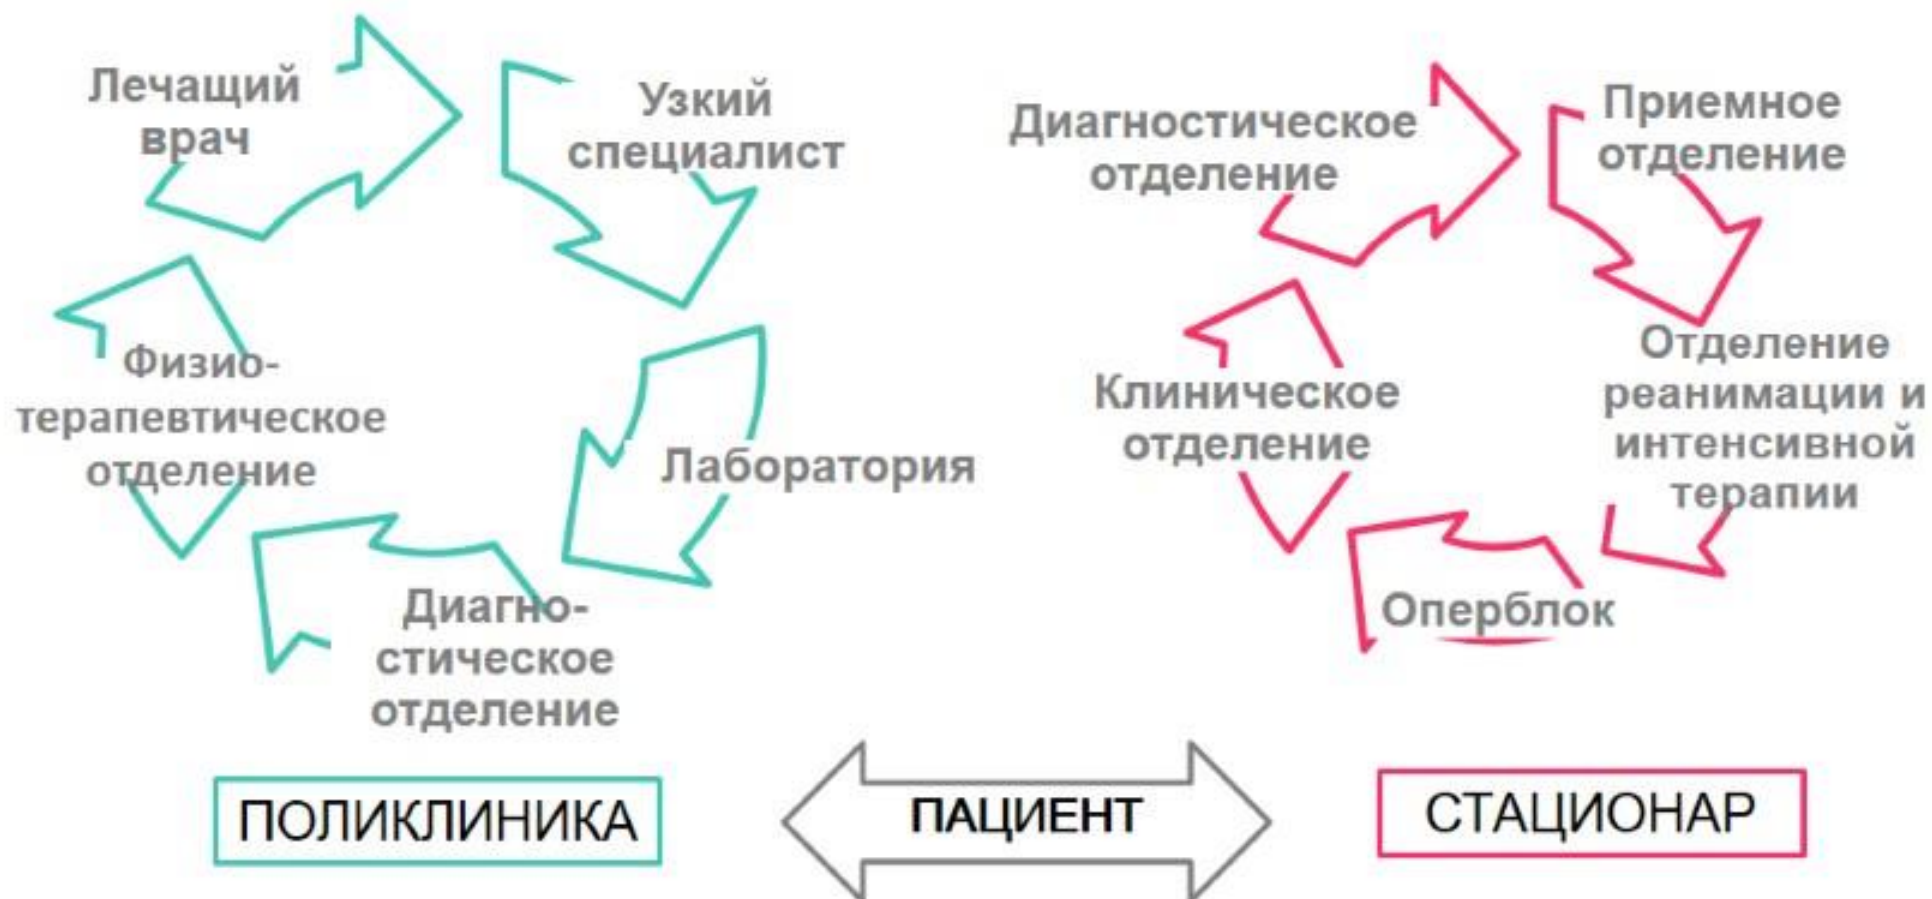 Лечащий
врач
Узкий
специалист
Лаборатория
Диагно-
стическое
отделение
Физио-
терапевтическое
отделение
Диагностическое
отделение
Приемное
отделение
Отделение
реанимации и
интенсивной
терапии
Оперблок
Клиническое
отделение
ПОЛИКЛИНИКА
ПАЦИЕНТ
СТАЦИОНАР